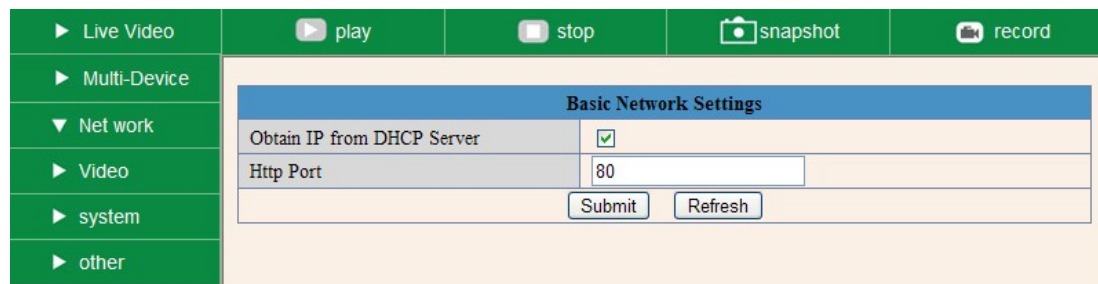 Live Video
play
stop
snapshot
record
Multi-Device
Net work
Video
system
other
Basic Network Settings
Obtain IP from DHCP Server
Http Port
80
Submit
Refresh